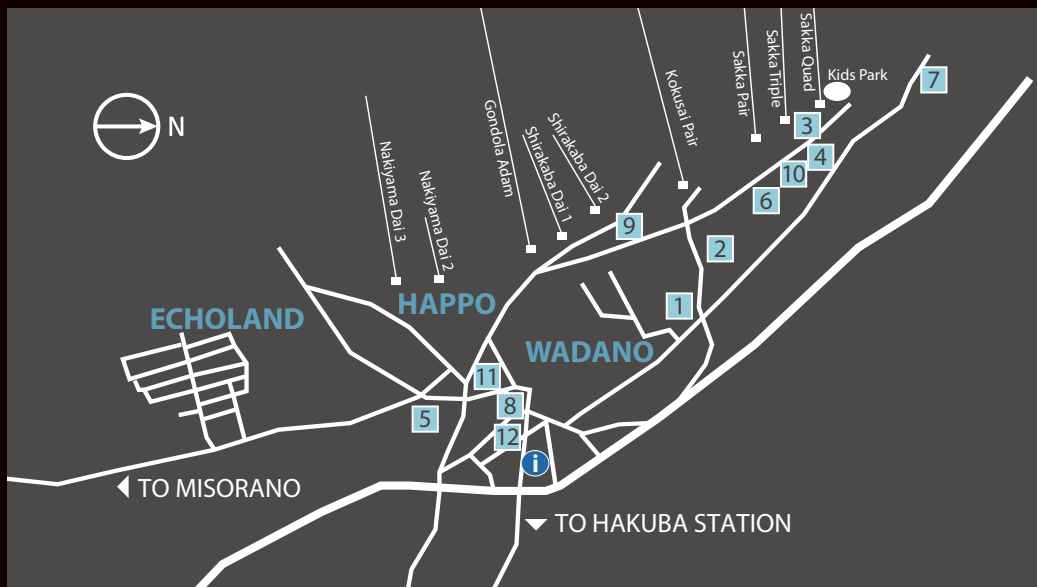 Sakka Quad
Sakka Triple
Sakka Pair
Kids Park
7
Kokusai Pair
3
4
10
6
N
Gondola Adam
Shirakaba Dai 2
Shirakaba Dai 1
Nakiyama Dai 3
Nakiyama Dai 2
9
2
HAPPO
1
ECHOLAND
WADANO
11
8
5
12
i
TO MISORANO
TO HAKUBA STATION